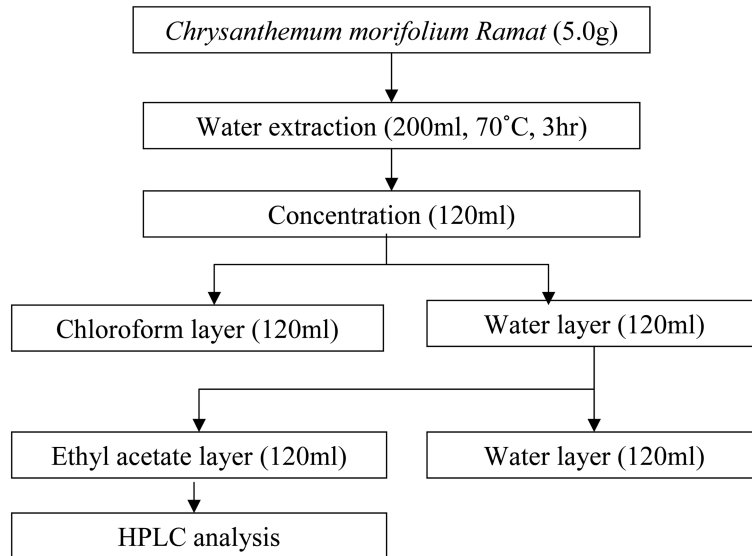 Chrysanthemum morifolium Ramat (5.0g)
Water extraction (200ml, 70˚C, 3hr)
Concentration (120ml)
Chloroform layer (120ml)
Water layer (120ml)
Ethyl acetate layer (120ml)
Water layer (120ml)
HPLC analysis